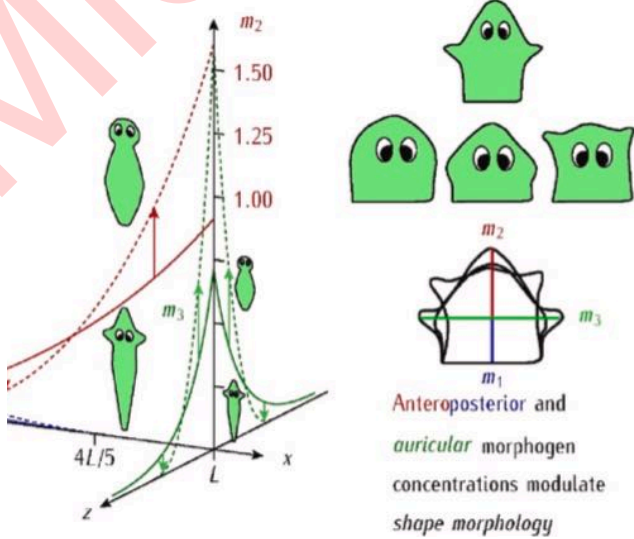 m₂
1.50
1.25
1.00
m₃
4L/5
L
x
z
m₂
m₃
m₁
Anteroposterior and
auricular morphogen
concentrations modulate
shape morphology